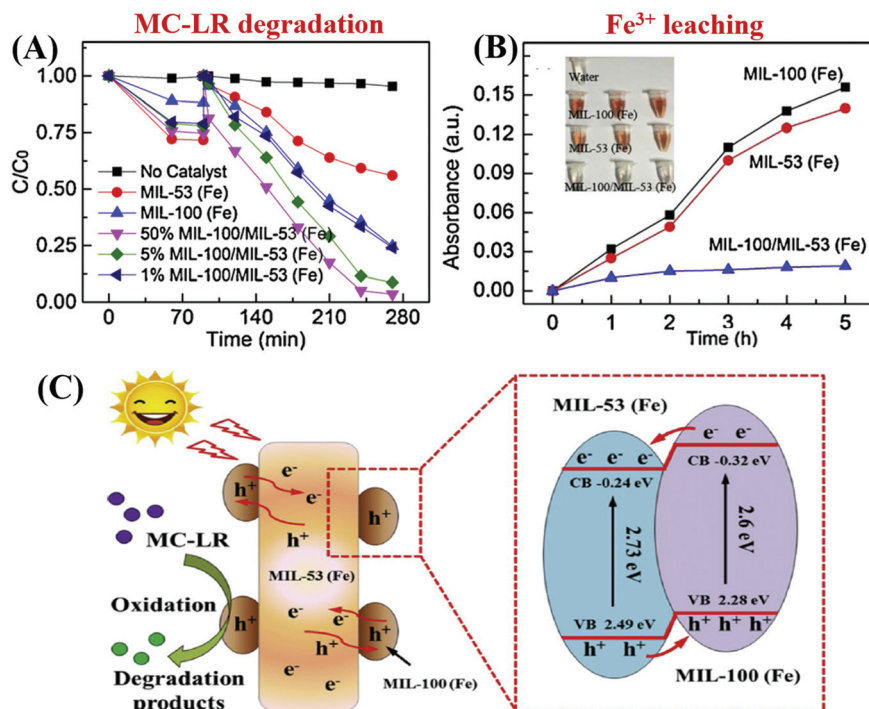 (A)
MC-LR degradation
1.00
0.75
0.50
0.25
0.00
C/C₀
No Catalyst
MIL-53 (Fe)
MIL-100 (Fe)
50% MIL-100/MIL-53 (Fe)
5% MIL-100/MIL-53 (Fe)
1% MIL-100/MIL-53 (Fe)
0 70 140 210 280
Time (min)
(B)
Fe³⁺ leaching
0.15
0.12
0.09
0.06
0.03
0.00
Absorbance (a.u.)
Water
MIL-100 (Fe)
MIL-53 (Fe)
MIL-100/MIL-53 (Fe)
MIL-100 (Fe)
MIL-53 (Fe)
MIL-100/MIL-53 (Fe)
0 1 2 3 4 5
Time (h)
(C)
MC-LR
Oxidation
Degradation
products
h⁺
e⁻
e⁻
h⁺
h⁺
MIL-53 (Fe)
h⁺
e⁻
e⁻
h⁺
h⁺
e⁻
e⁻
MIL-100 (Fe)
MIL-53 (Fe)
e⁻ e⁻ e⁻
CB -0.24 eV
2.73 eV
VB 2.49 eV
h⁺ h⁺
e⁻ e⁻
CB -0.32 eV
2.6 eV
VB 2.28 eV
h⁺ h⁺ h⁺
MIL-100 (Fe)